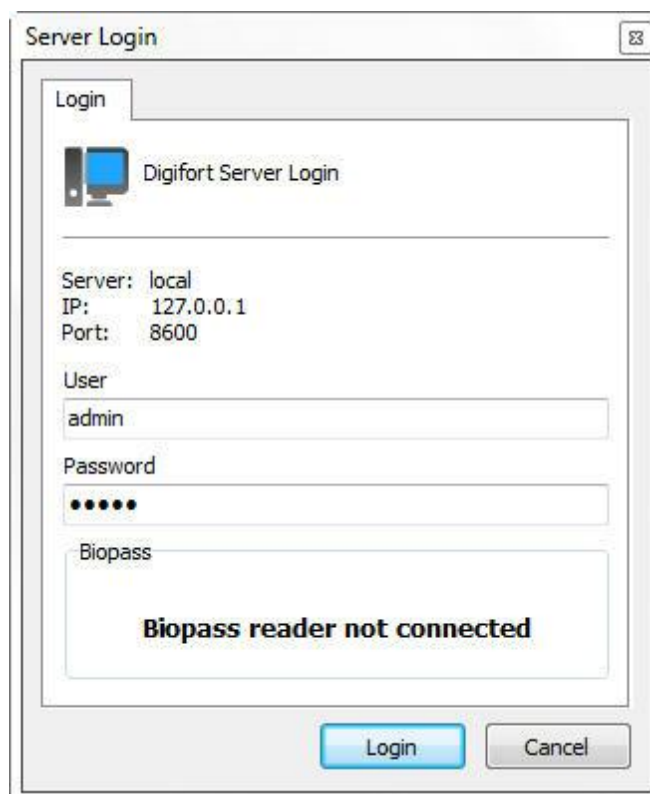 Server Login
Login
Digifort Server Login
Server: local
IP: 127.0.0.1
Port: 8600
User
admin
Password
•••••
Biopass
Biopass reader not connected
Login Cancel